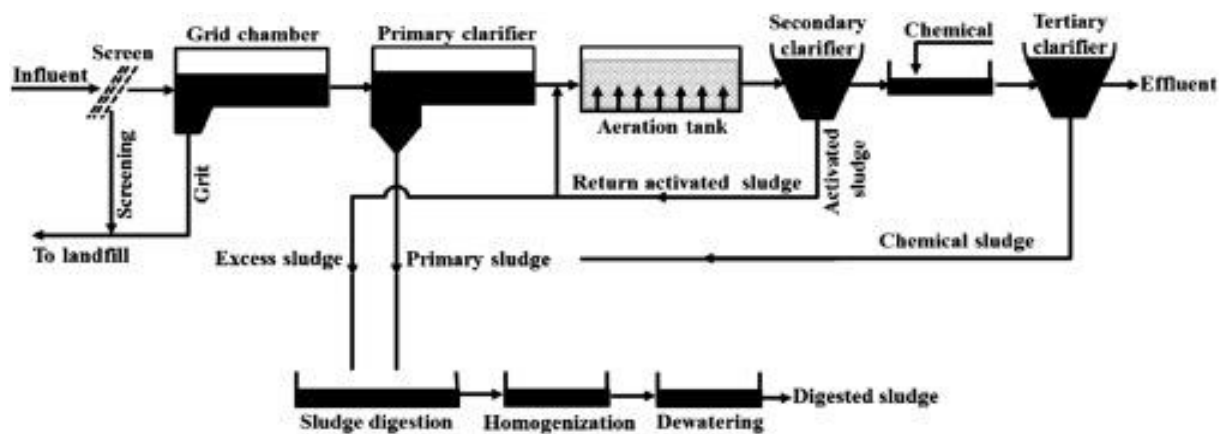 Grid chamber
Primary clarifier
Secondary
clarifier
Chemical
Tertiary
clarifier
Screen
Influent
Effluent
Aeration tank
Screening
Grit
Return activated sludge
Activated
sludge
To landfill
Excess sludge
Primary sludge
Chemical sludge
Digested sludge
Sludge digestion
Homogenization
Dewatering